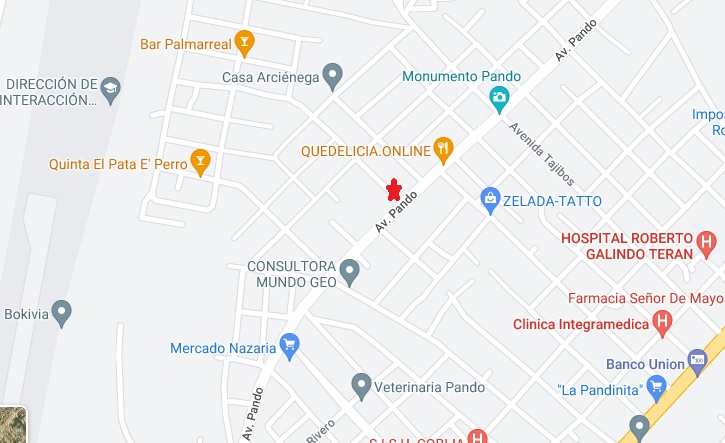 Av. Pando
Bar Palmarreal
Casa Arciénega
Monumento Pando
DIRECCIÓN DE
INTERACCIÓN...
Impor
Ro
Avenida Tajibos
QUEDELICIA.ONLINE
Quinta El Pata E' Perro
Av. Pando
ZELADA-TATTO
HOSPITAL ROBERTO
GALINDO TERAN
CONSULTORA
MUNDO GEO
Farmacia Señor De Mayo
Bokivia
Clinica Integramedica
Mercado Nazaria
Banco Union
Veterinaria Pando
"La Pandinita"
Av. Pando
Rivero